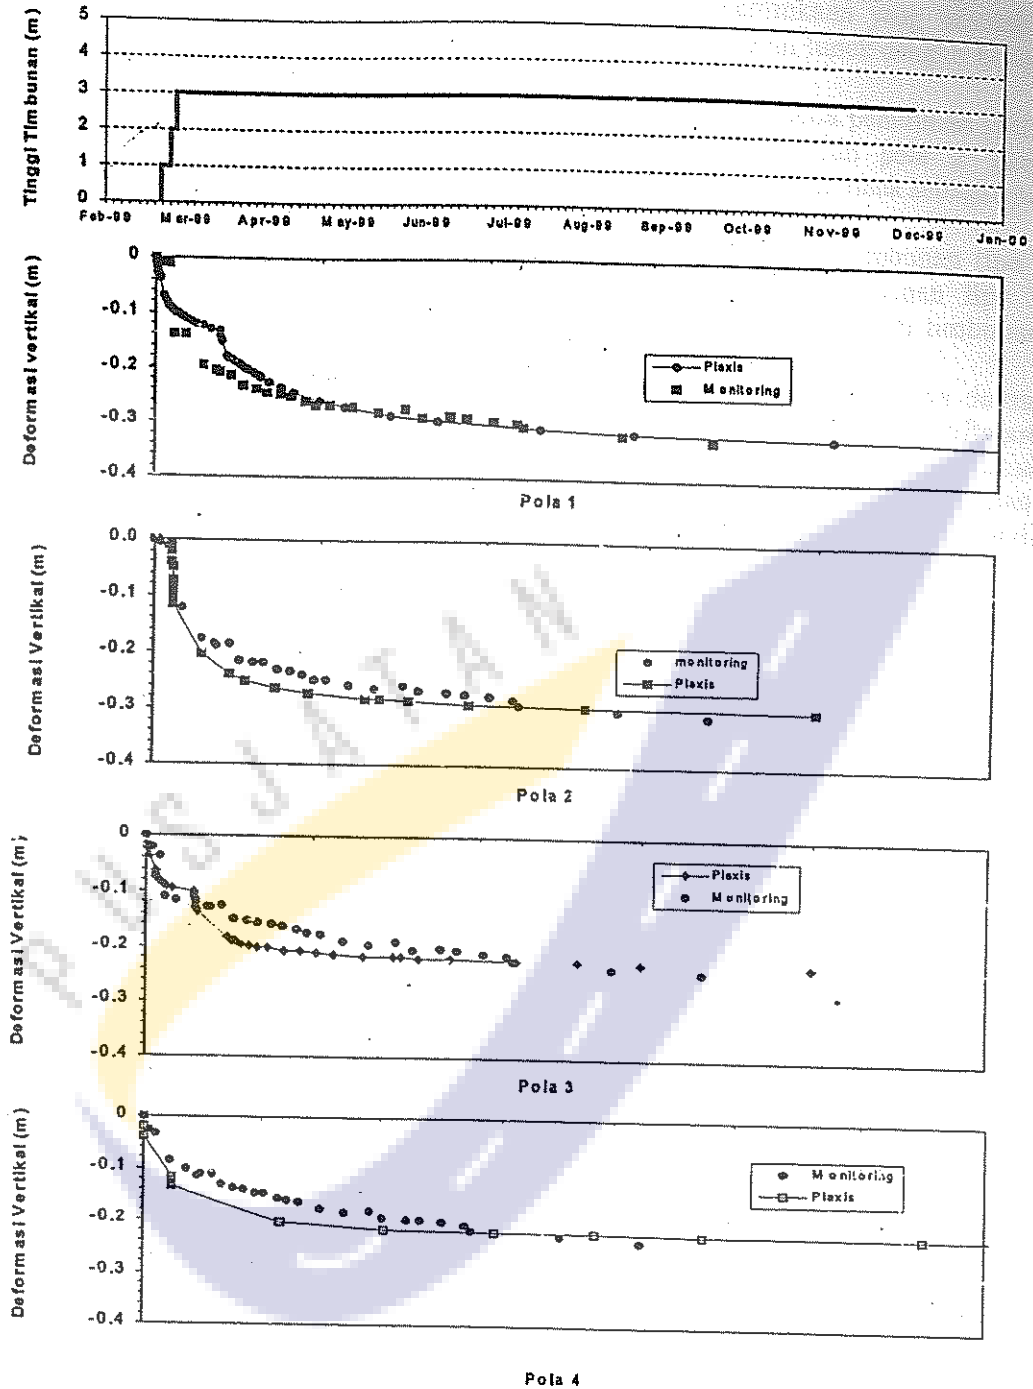 Tinggi Timbunan (m)
5
4
3
2
1
0
Feb-99 Mar-99 Apr-99 May-99 Jun-99 Jul-99 Aug-99 Sep-99 Oct-99 Nov-99 Dec-99 Jan-00
Deformasi vertikal (m)
0
-0.1
-0.2
-0.3
-0.4
Plaxis
Monitoring
Pola 1
Deformasi Vertikal (m)
0.0
-0.1
-0.2
-0.3
-0.4
monitoring
Plaxis
Pola 2
Deformasi Vertikal (m)
0
-0.1
-0.2
-0.3
-0.4
Plaxis
Monitoring
Pola 3
Deformasi Vertikal (m)
0
-0.1
-0.2
-0.3
-0.4
Monitoring
Plaxis
Pola 4
PUSJATAN